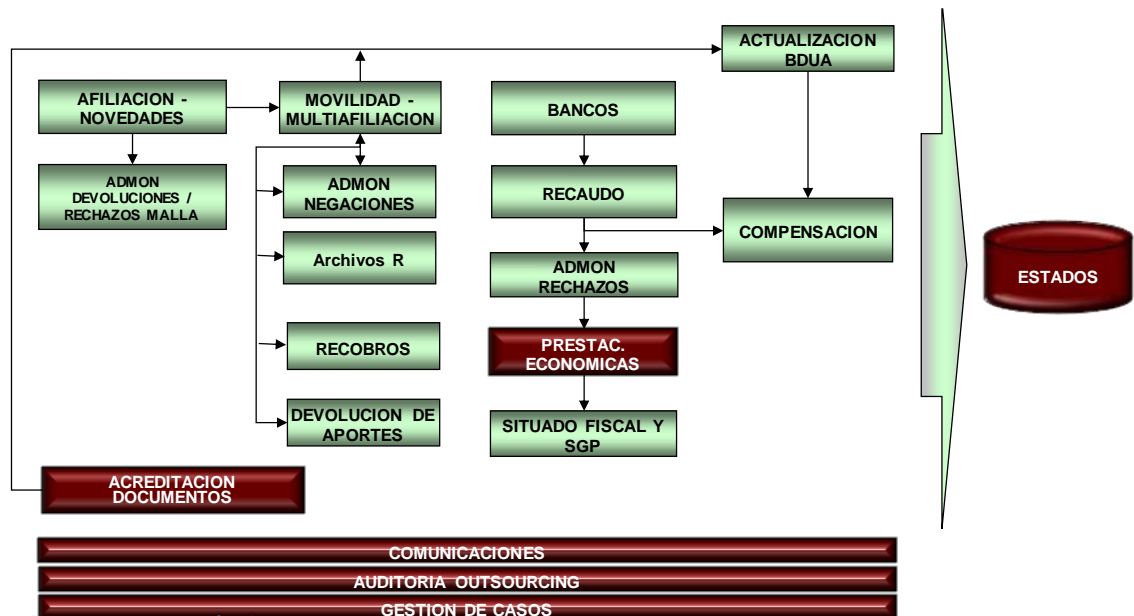 ACTUALIZACION
BDUA
AFILIACION -
NOVEDADES
MOVILIDAD -
MULTIAFILIACION
BANCOS
ADMON
DEVOLUCIONES /
RECHAZOS MALLA
ADMON
NEGACIONES
RECAUDO
COMPENSACION
Archivos R
ADMON
RECHAZOS
ESTADOS
RECOBROS
PRESTAC.
ECONOMICAS
DEVOLUCION DE
APORTES
SITUADO FISCAL Y
SGP
ACREDITACION
DOCUMENTOS
COMUNICACIONES
AUDITORIA OUTSOURCING
GESTION DE CASOS